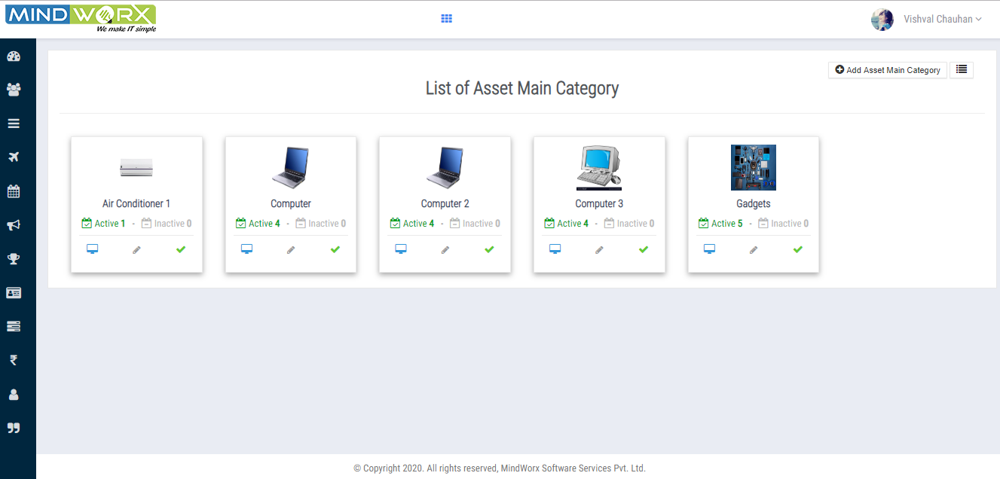 MINDWORX
We make IT simple
Vishval Chauhan
Add Asset Main Category
List of Asset Main Category
Air Conditioner 1
Active 1 - Inactive 0
Computer
Active 4 - Inactive 0
Computer 2
Active 4 - Inactive 0
Computer 3
Active 4 - Inactive 0
Gadgets
Active 5 - Inactive 0
© Copyright 2020. All rights reserved, MindWorx Software Services Pvt. Ltd.